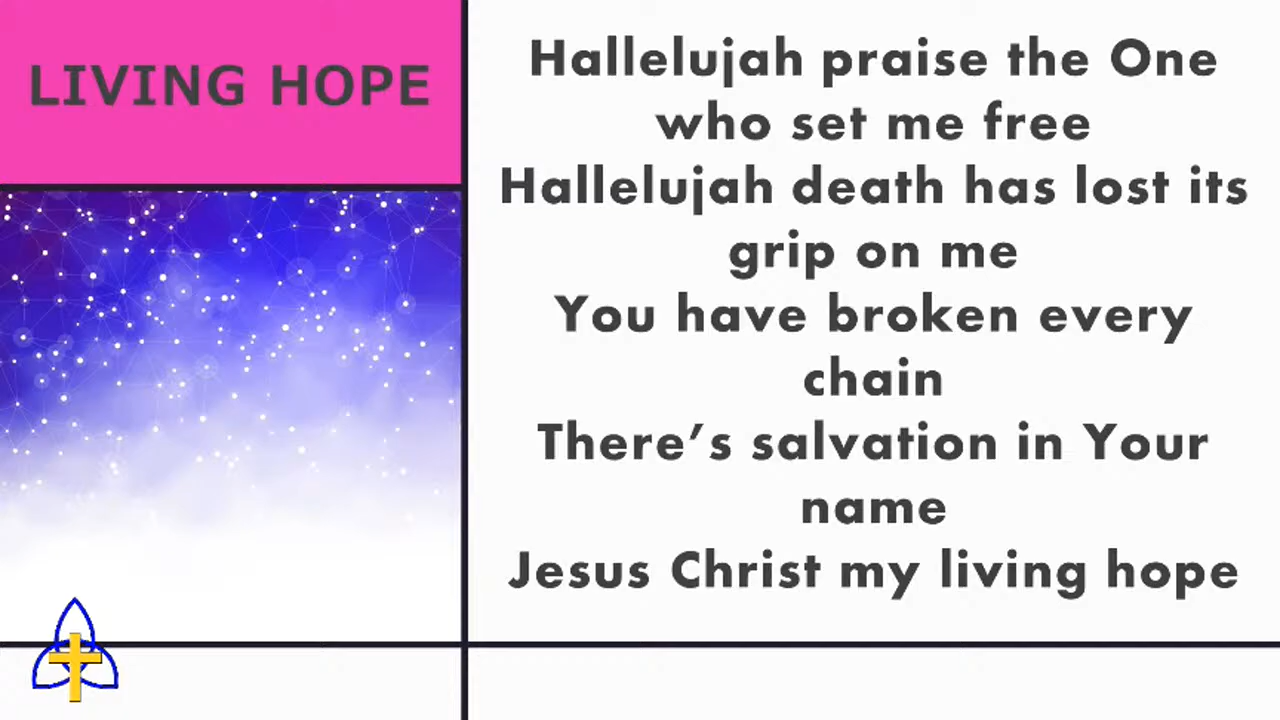 LIVING HOPE
Hallelujah praise the One
who set me free
Hallelujah death has lost its
grip on me
You have broken every
chain
There’s salvation in Your
name
Jesus Christ my living hope